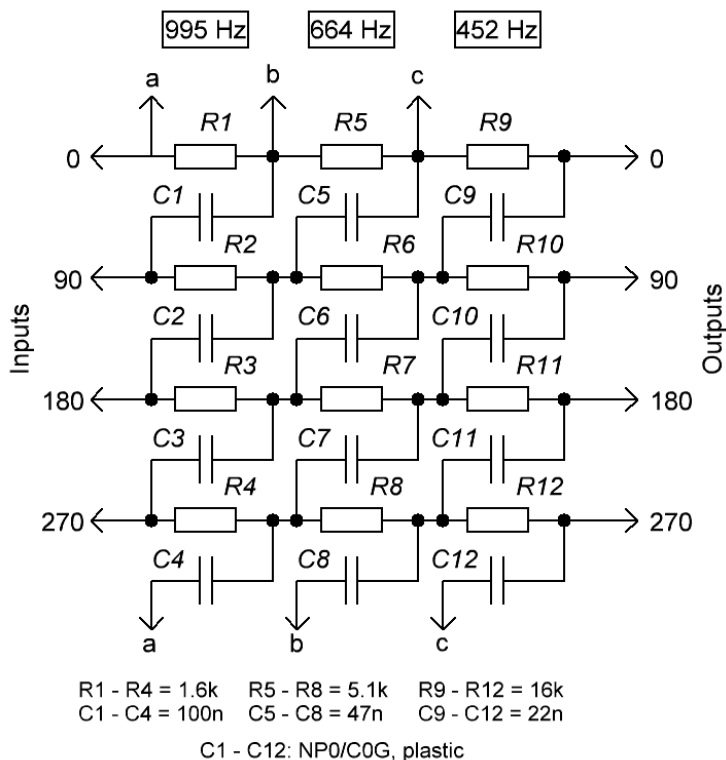 995 Hz 664 Hz 452 Hz
a b c
R1 R5 R9
0 0
C1 C5 C9
R2 R6 R10
90 90
C2 C6 C10
R3 R7 R11
Inputs Outputs
180 180
C3 C7 C11
R4 R8 R12
270 270
C4 C8 C12
a b c
R1 - R4 = 1.6k R5 - R8 = 5.1k R9 - R12 = 16k
C1 - C4 = 100n C5 - C8 = 47n C9 - C12 = 22n
C1 - C12: NP0/C0G, plastic